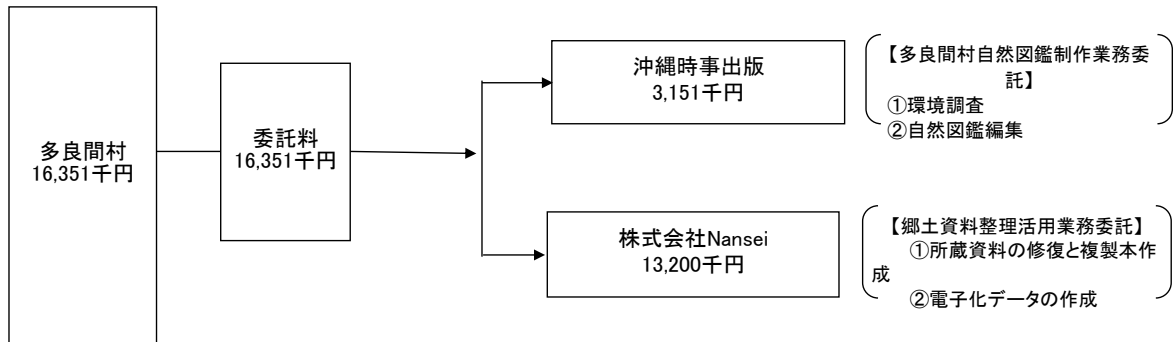 多良間村
16,351千円
委託料
16,351千円
沖縄時事出版
3,151千円
【多良間村自然図鑑制作業務委
託】
①環境調査
②自然図鑑編集
株式会社Nansei
13,200千円
【郷土資料整理活用業務委託】
①所蔵資料の修復と複製本作
成
②電子化データの作成